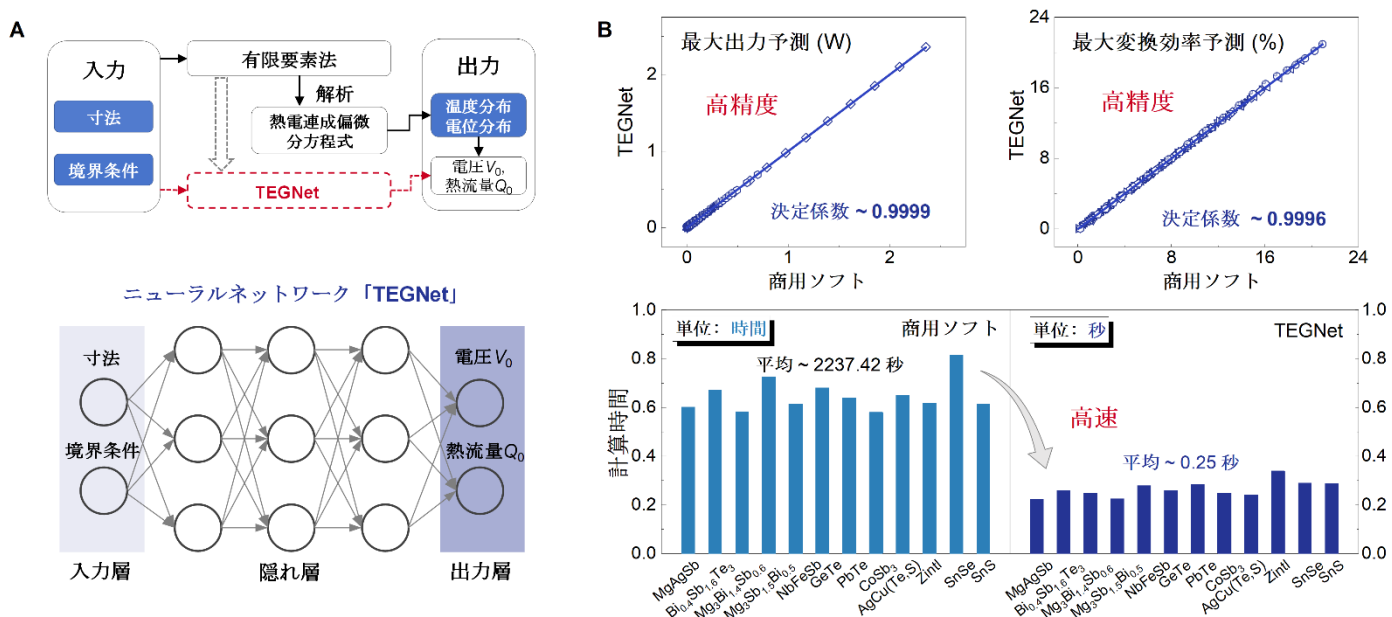 A
入力
寸法
境界条件
有限要素法
解析
熱電連成偏微
分方程式
TEGNet
出力
温度分布
電位分布
電圧V0,
熱流量Q0
ニューラルネットワーク「TEGNet」
寸法
境界条件
電圧V0
熱流量Q0
入力層
隠れ層
出力層
B
最大出力予測 (W)
高精度
決定係数 ~ 0.9999
TEGNet
2
1
0
0
1
2
商用ソフト
最大変換効率予測 (%)
高精度
決定係数 ~ 0.9996
TEGNet
24
16
8
0
0
8
16
24
商用ソフト
計算時間
1.0
0.8
0.6
0.4
0.2
0.0
単位：時間
商用ソフト
平均 ~ 2237.42 秒
MgAgSb
Bi0.4Sb1.6Te3
Mg3Bi1.4Sb0.6
Mg3Sb1.5Bi0.5
NbFeSb
GeTe
PbTe
CoSb3
AgCu(Te,S)
Zintl
SnSe
SnS
単位：秒
TEGNet
高速
平均 ~ 0.25 秒
1.0
0.8
0.6
0.4
0.2
0.0
MgAgSb
Bi0.4Sb1.6Te3
Mg3Bi1.4Sb0.6
Mg3Sb1.5Bi0.5
NbFeSb
GeTe
PbTe
CoSb3
AgCu(Te,S)
Zintl
SnSe
SnS